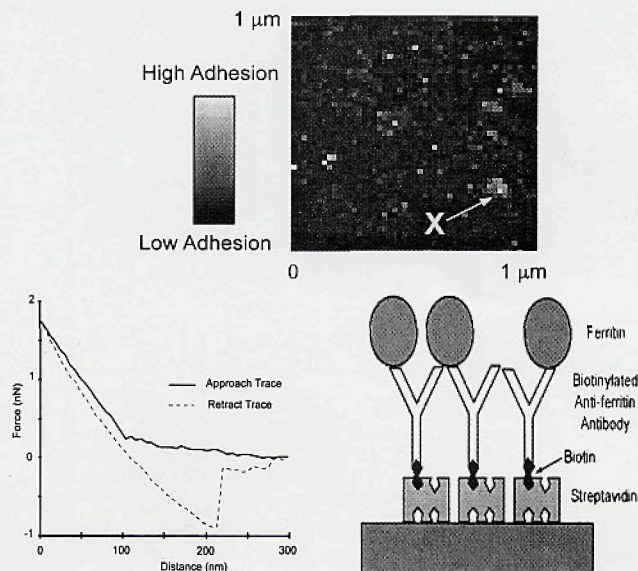 1 μm
High Adhesion
Low Adhesion
X
0
1 μm
2
1
0
-1
Force (nN)
Approach Trace
Retract Trace
0
100
200
300
Distance (nm)
Ferritin
Biotinylated
Anti-ferritin
Antibody
Biotin
Streptavidin